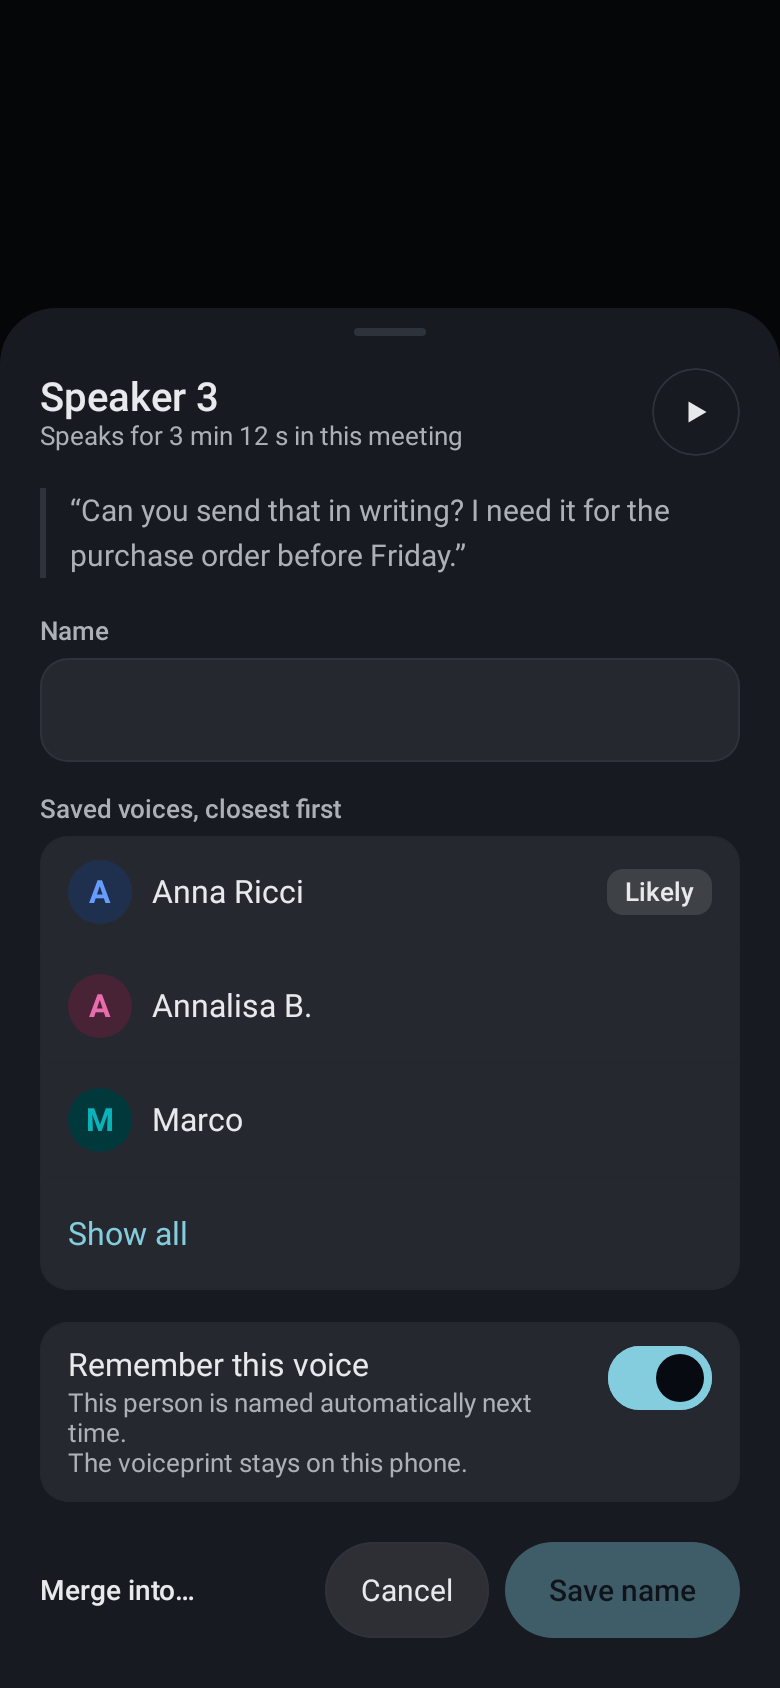 Speaker 3
Speaks for 3 min 12 s in this meeting
“Can you send that in writing? I need it for the
purchase order before Friday.”
Name
Saved voices, closest first
A Anna Ricci Likely
A Annalisa B.
M Marco
Show all
Remember this voice
This person is named automatically next
time.
The voiceprint stays on this phone.
Merge into… Cancel Save name